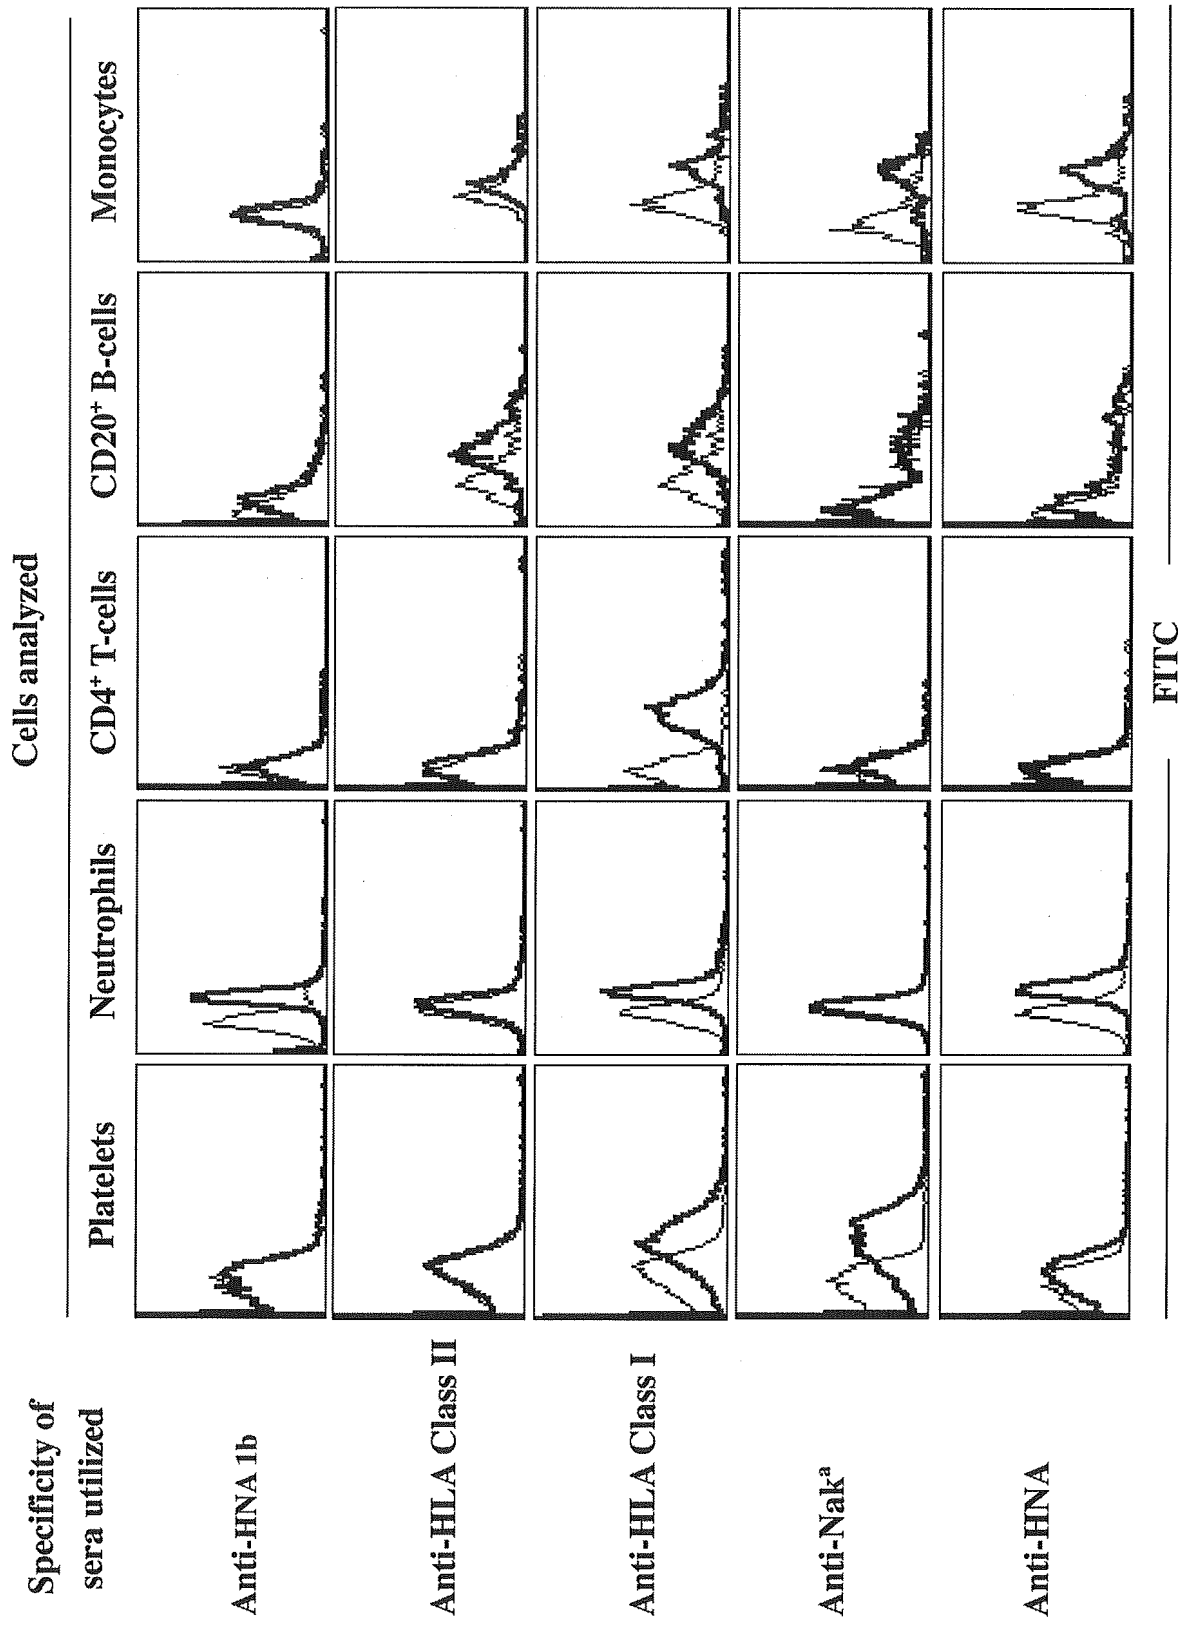 Cells analyzed
Specificity of
sera utilized
Platelets
Neutrophils
CD4⁺ T-cells
CD20⁺ B-cells
Monocytes
Anti-HNA 1b
Anti-HLA Class II
Anti-HLA Class I
Anti-Nakᵃ
Anti-HNA
FITC